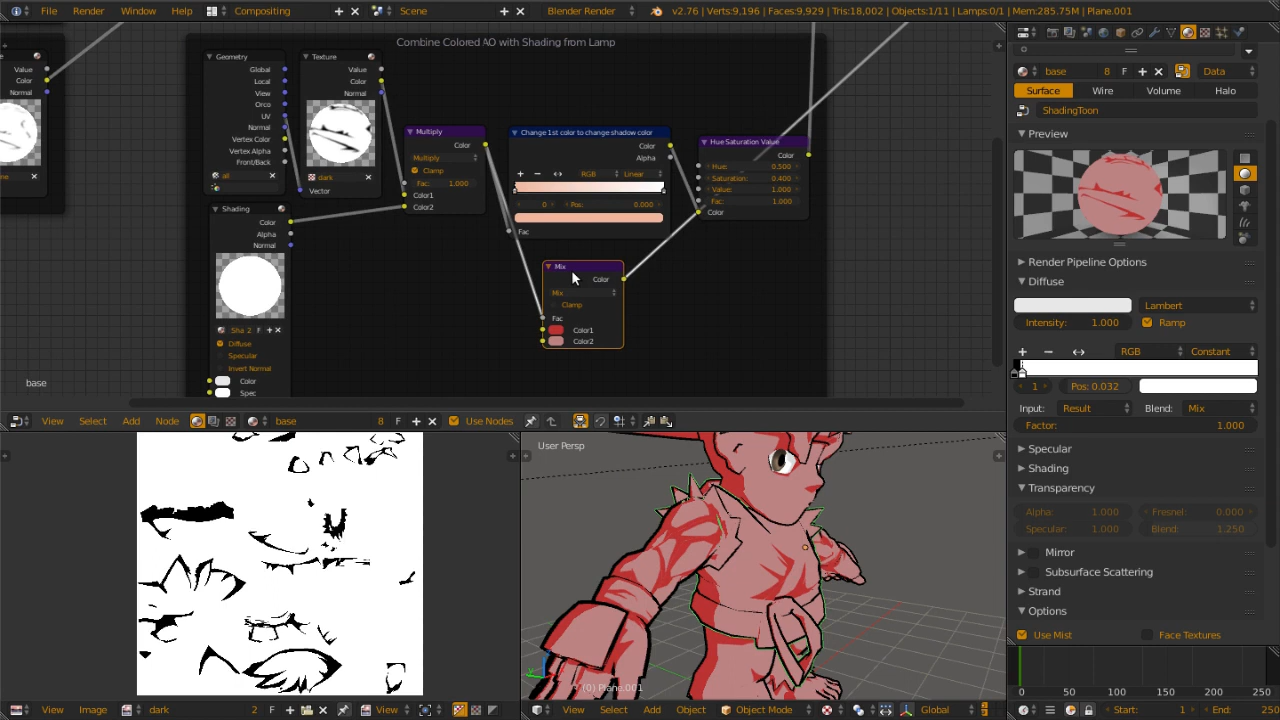 File Render Window Help Compositing Scene Blender Render v2.76 | Verts:9,196 | Faces:9,929 | Tris:18,002 | Objects:1/11 | Lamps:0/1 | Mem:285.75M | Plane.001
Combine Colored AO with Shading from Lamp
Value
Color
Normal
Geometry
Global
Local
View
Orco
UV
Normal
Vertex Color
Vertex Alpha
Front/Back
all
Texture
Value
Color
Normal
dark
Vector
Shading
Color
Alpha
Normal
Sha 2 F
Diffuse
Specular
Invert Normal
Color
Spec
Multiply
Color
Multiply
Clamp
Fac: 1.000
Color1
Color2
Change 1st color to change shadow color
Color
Alpha
RGB Linear
0 Pos: 0.000
Fac
Mix
Color
Mix
Clamp
Fac
Color1
Color2
Hue Saturation Value
Color
Hue: 0.500
Saturation: 0.400
Value: 1.000
Fac: 1.000
Color
base
View Select Add Node base 8 F Use Nodes
View Image dark 2 F View
User Persp
(0) Plane.001
View Select Add Object Object Mode Global
base 8 F Data
Surface Wire Volume Halo
ShadingToon
Preview
Render Pipeline Options
Diffuse
Lambert
Intensity: 1.000 Ramp
RGB Constant
1 Pos: 0.032
Input: Result Blend: Mix
Factor: 1.000
Specular
Shading
Transparency
Alpha: 1.000 Fresnel: 0.000
Specular: 1.000 Blend: 1.250
Mirror
Subsurface Scattering
Strand
Options
Use Mist Face Textures
0 50 100 150 200 250
Start: 1 End: 250